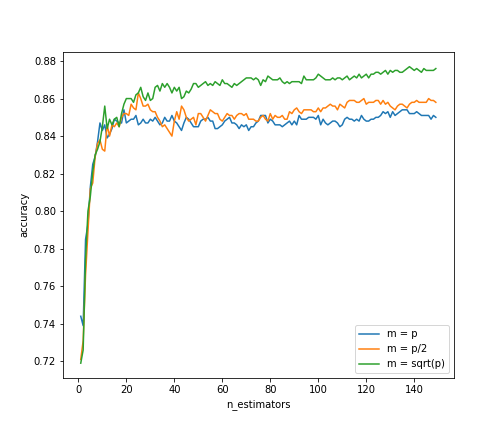 0.88
0.86
0.84
0.82
0.80
0.78
0.76
0.74
0.72
accuracy
0 20 40 60 80 100 120 140
n_estimators
m = p
m = p/2
m = sqrt(p)